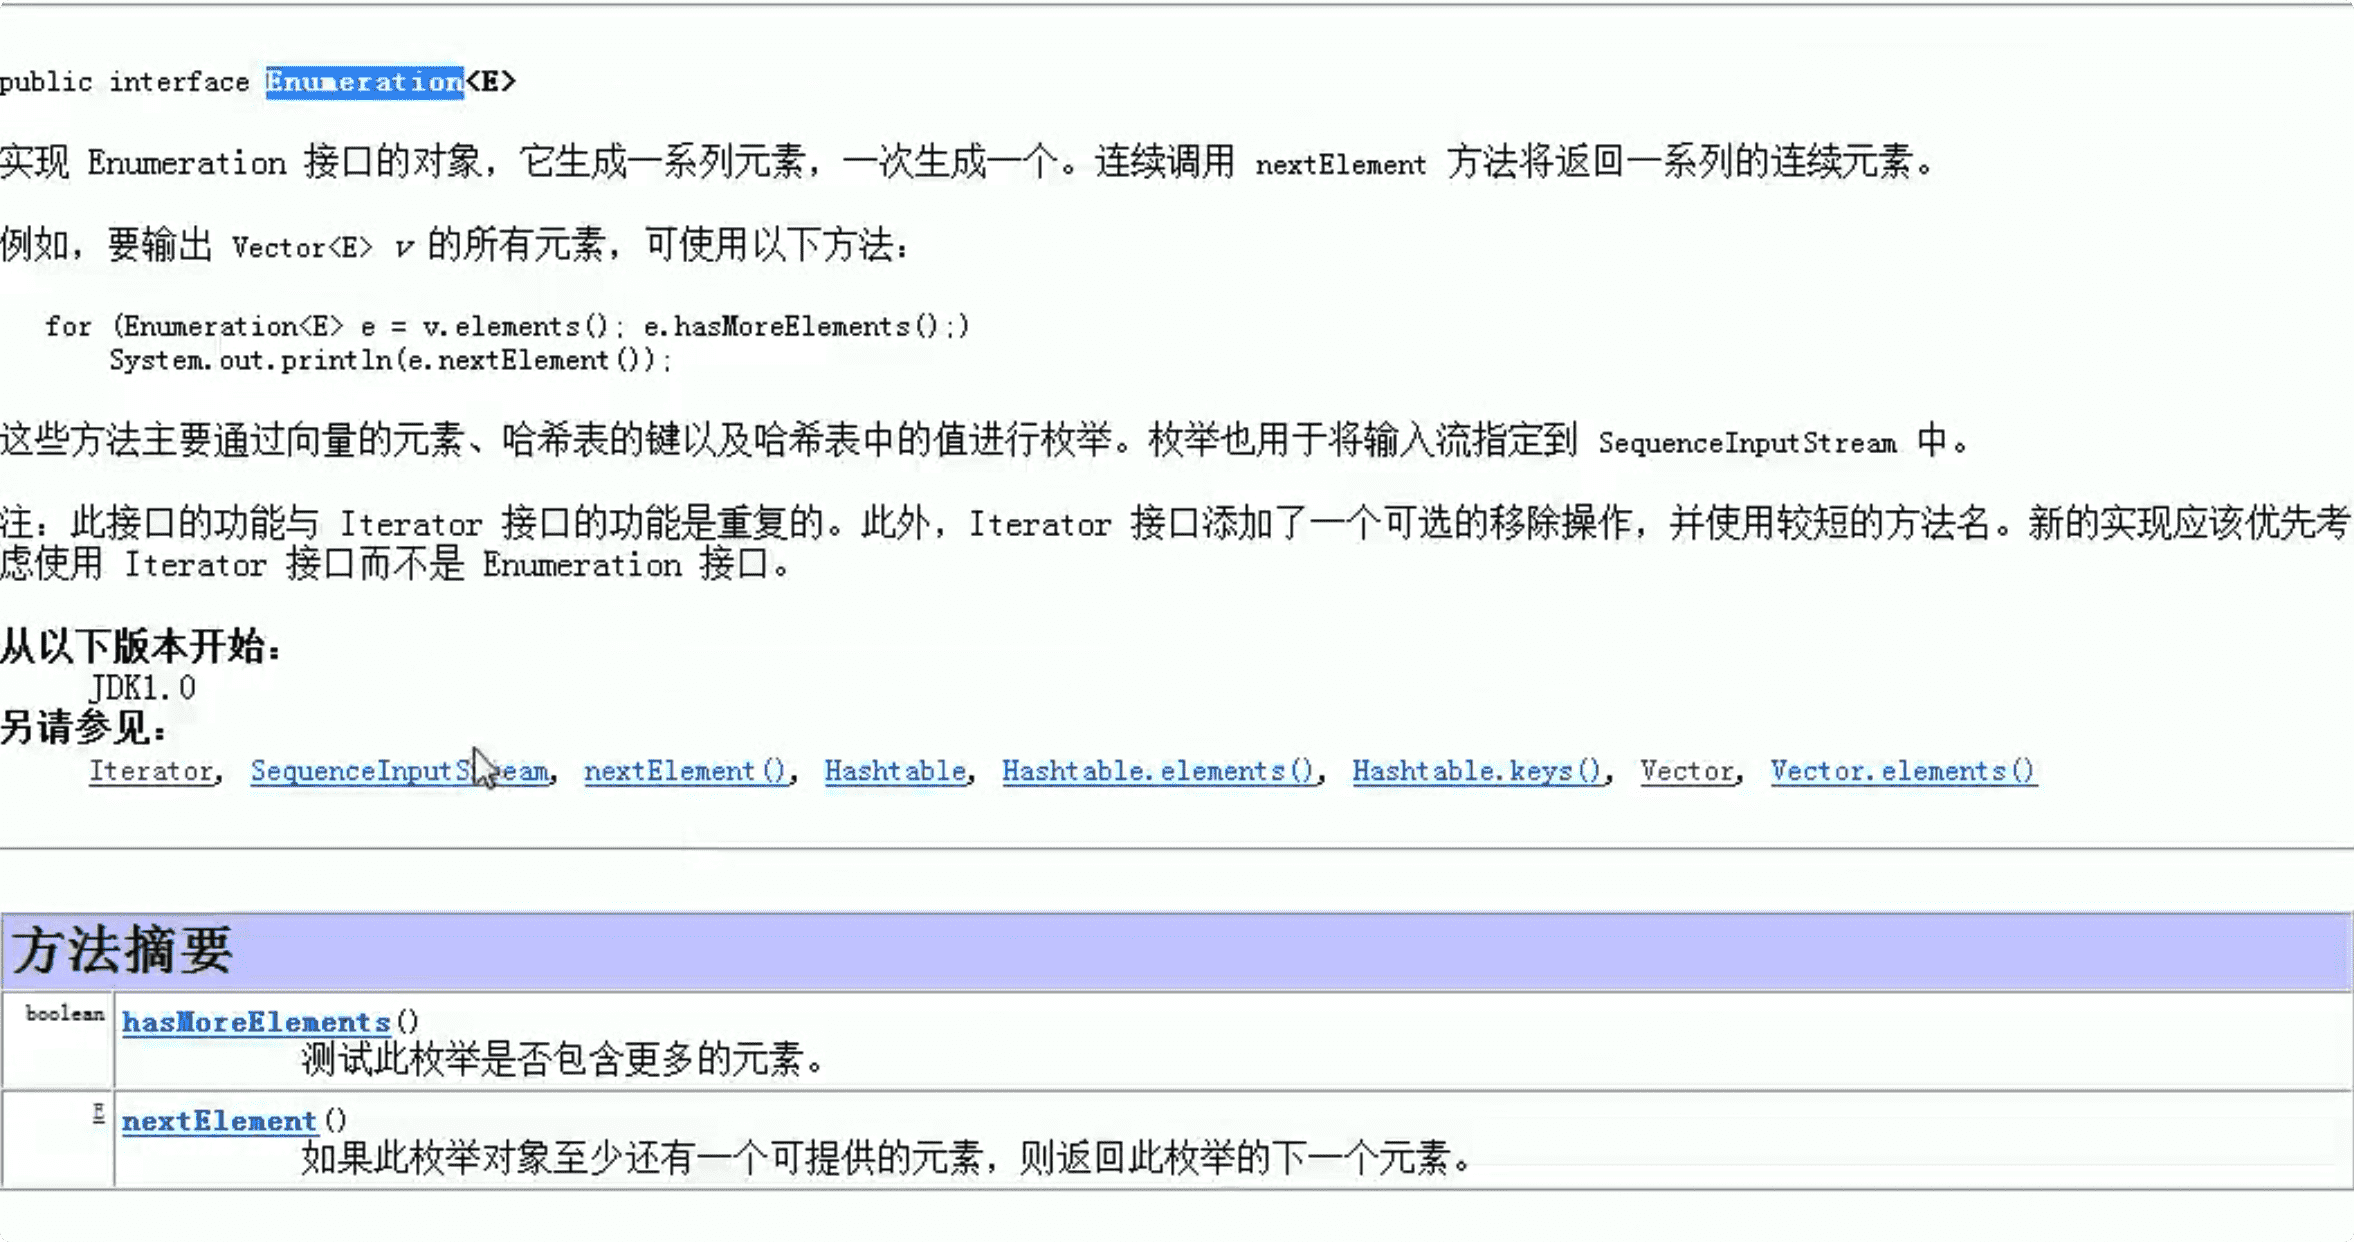 public interface Enumeration<E>
实现 Enumeration 接口的对象，它生成一系列元素，一次生成一个。连续调用 nextElement 方法将返回一系列的连续元素。
例如，要输出 Vector<E> v 的所有元素，可使用以下方法：
for (Enumeration<E> e = v.elements(); e.hasMoreElements();)
System.out.println(e.nextElement());
这些方法主要通过向量的元素、哈希表的键以及哈希表中的值进行枚举。枚举也用于将输入流指定到 SequenceInputStream 中。
注：此接口的功能与 Iterator 接口的功能是重复的。此外，Iterator 接口添加了一个可选的移除操作，并使用较短的方法名。新的实现应该优先考
虑使用 Iterator 接口而不是 Enumeration 接口。
从以下版本开始：
JDK1.0
另请参见：
Iterator, SequenceInputStream, nextElement(), Hashtable, Hashtable.elements(), Hashtable.keys(), Vector, Vector.elements()
方法摘要
boolean hasMoreElements()
测试此枚举是否包含更多的元素。
E nextElement()
如果此枚举对象至少还有一个可提供的元素，则返回此枚举的下一个元素。